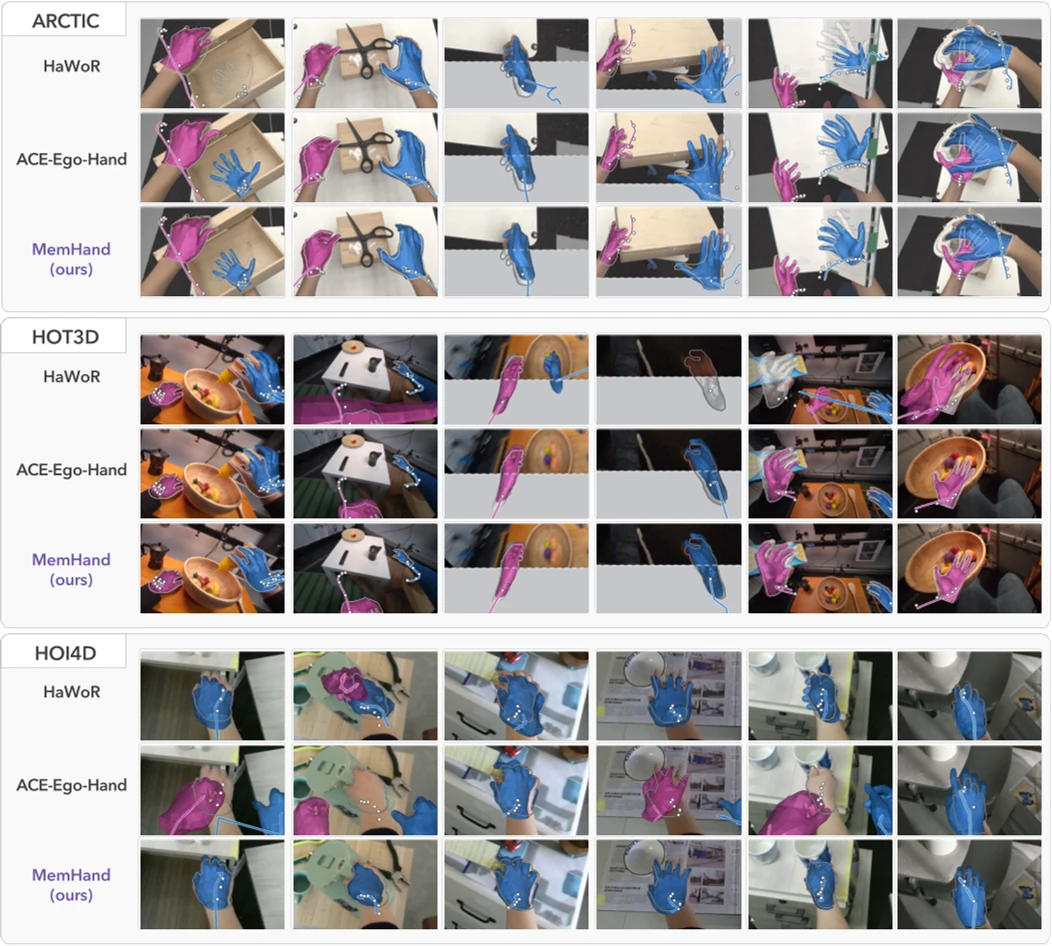 ARCTIC
HaWoR
ACE-Ego-Hand
MemHand
(ours)
HOT3D
HaWoR
ACE-Ego-Hand
MemHand
(ours)
HOI4D
HaWoR
ACE-Ego-Hand
MemHand
(ours)